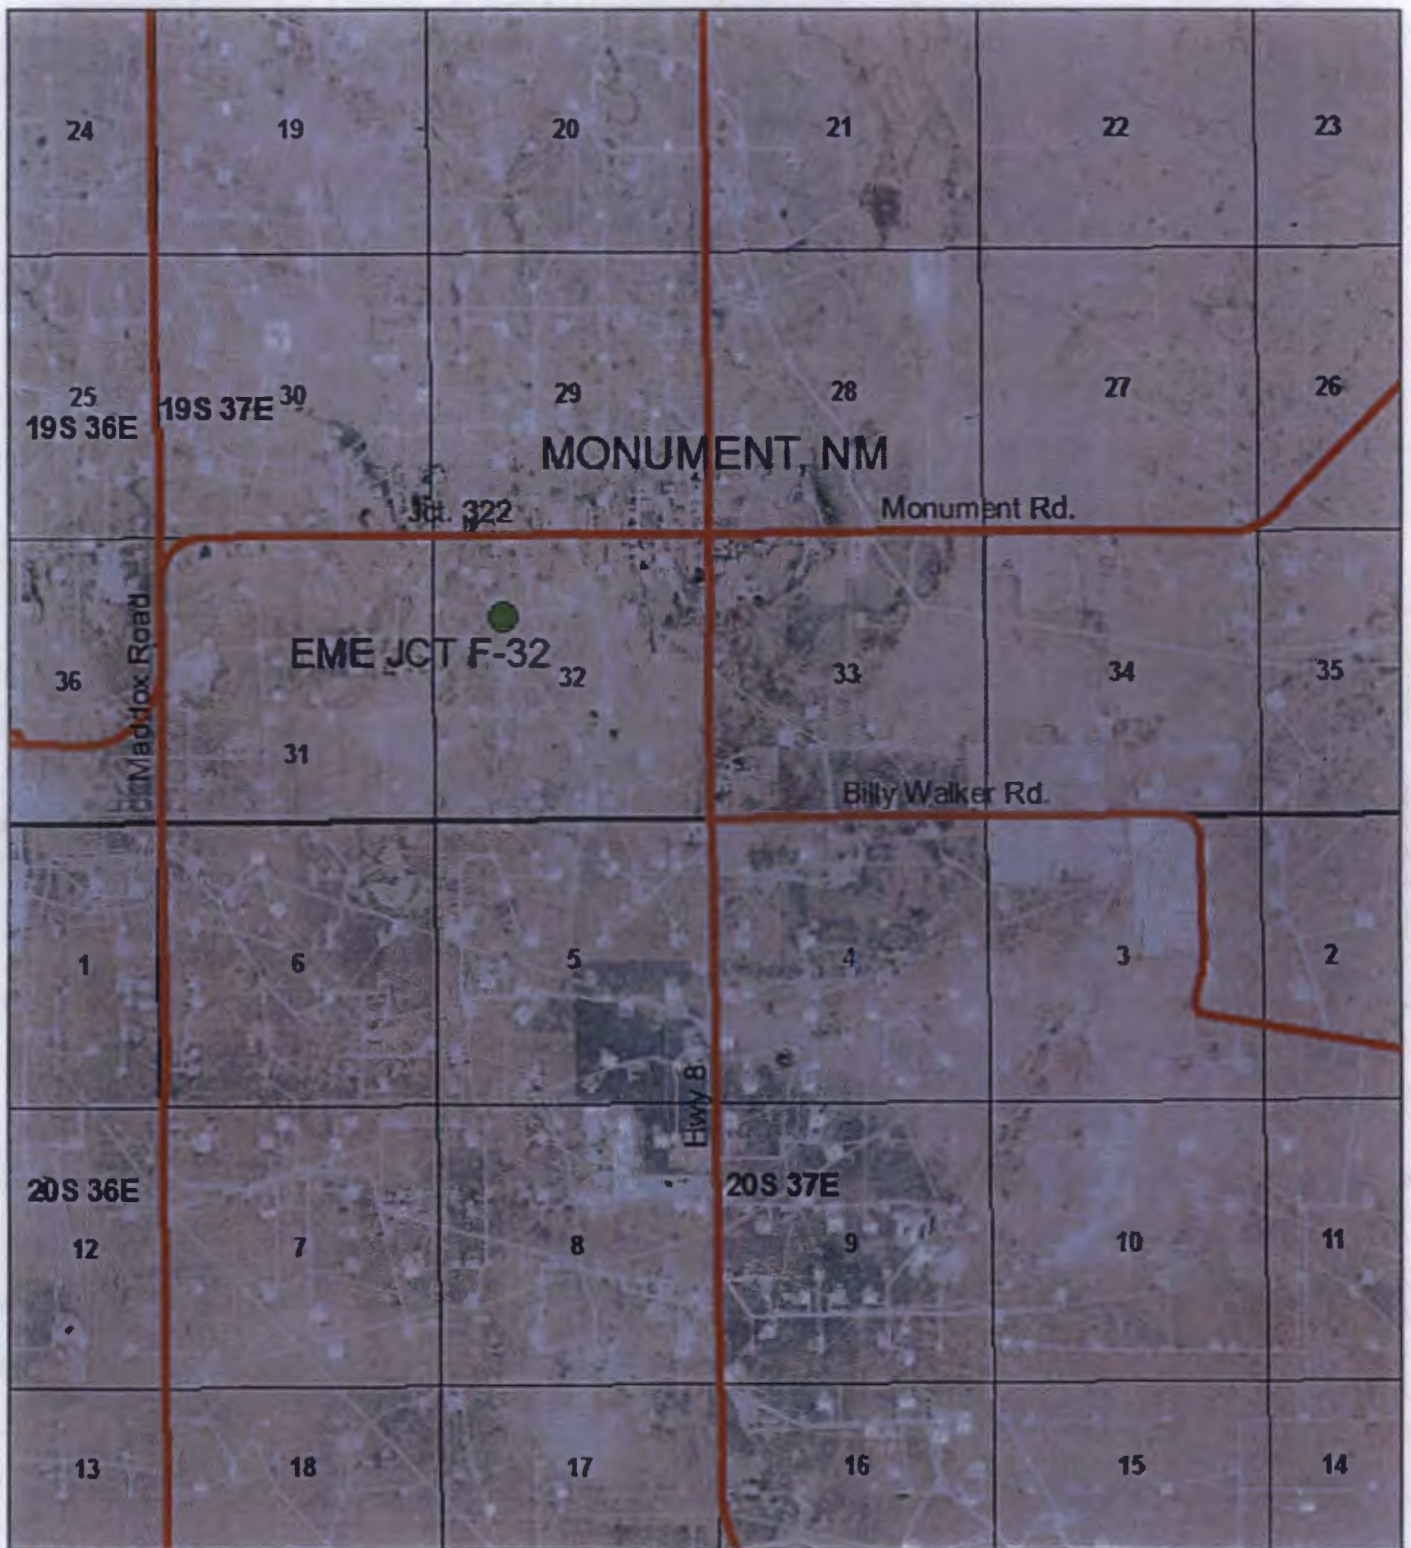 24 19 20 21 22 23
25 30 29 28 27 26
19S 36E 19S 37E
MONUMENT, NM
Jct. 322 Monument Rd.
Maddox Road
EME JCT F-32
36 32 33 34 35
31
Billy Walker Rd.
1 6 5 4 3 2
Hwy 8
20S 36E 20S 37E
12 7 8 9 10 11
13 18 17 16 15 14